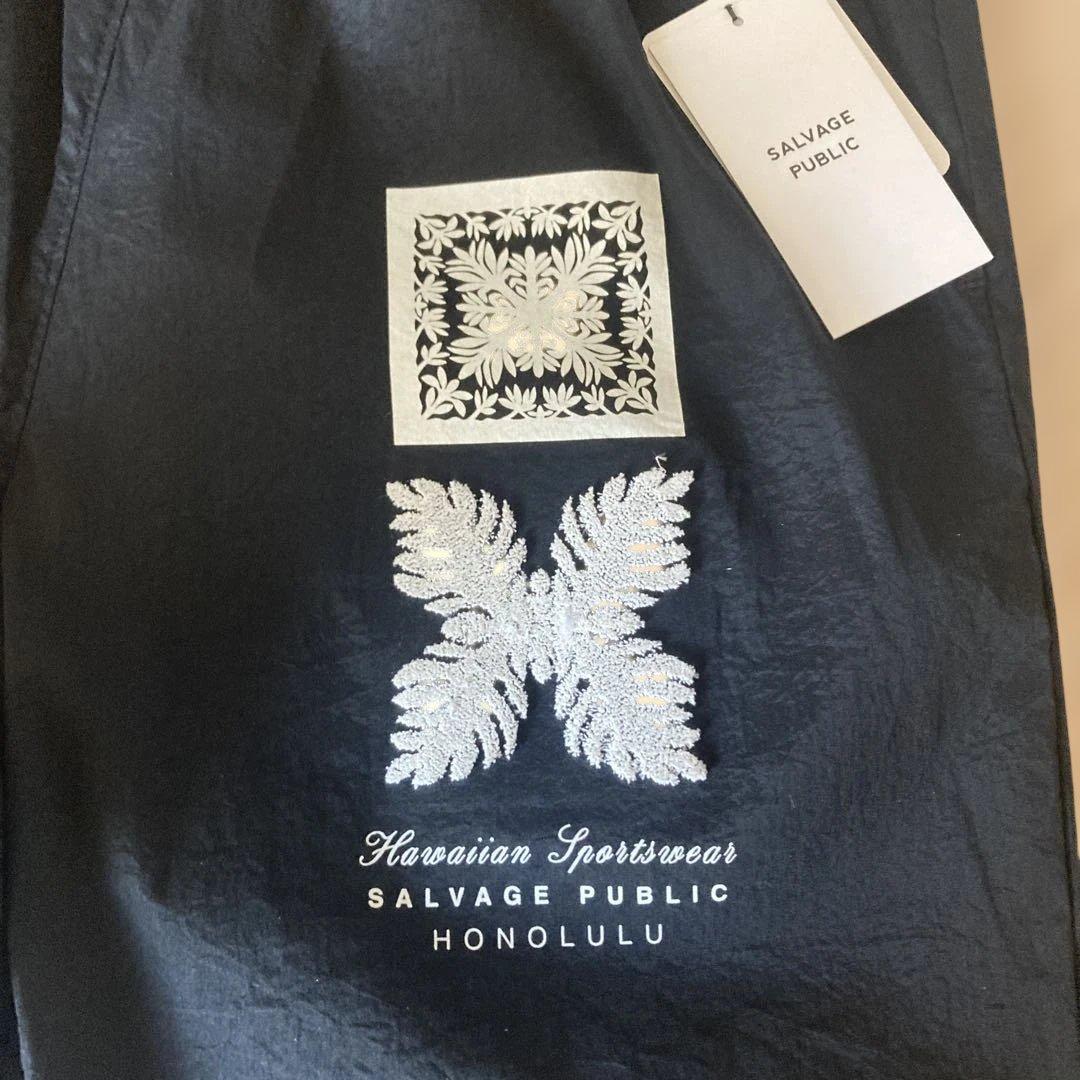 SALVAGE
PUBLIC
Hawaiian Sportswear
SALVAGE PUBLIC
HONOLULU